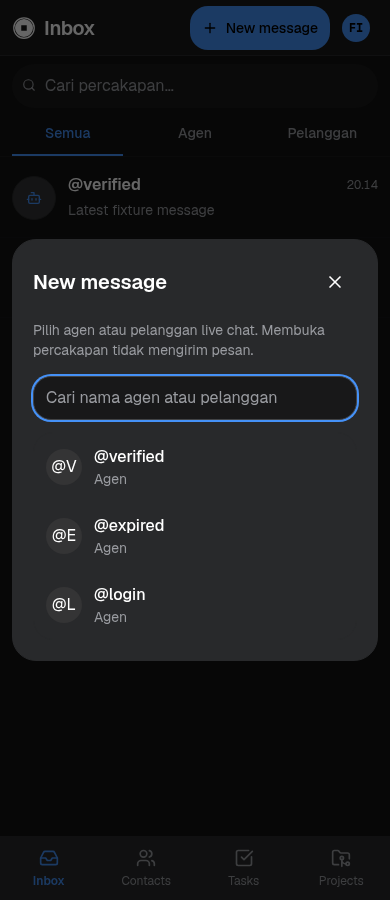 Inbox
New message
FI
Cari percakapan...
Semua
Agen
Pelanggan
@verified
20.14
Latest fixture message
New message
Pilih agen atau pelanggan live chat. Membuka
percakapan tidak mengirim pesan.
Cari nama agen atau pelanggan
@V
@verified
Agen
@E
@expired
Agen
@L
@login
Agen
Inbox
Contacts
Tasks
Projects